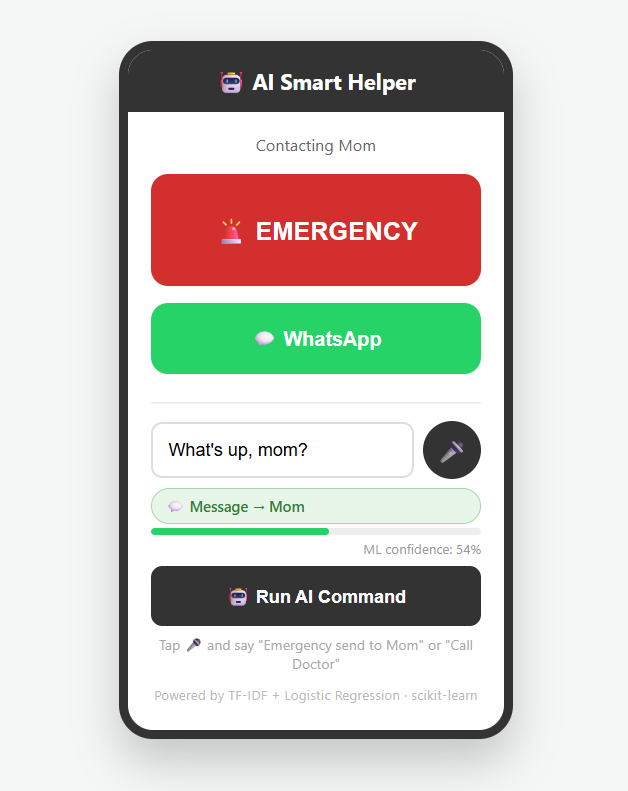 🤖 AI Smart Helper
Contacting Mom
🚨 EMERGENCY
💬 WhatsApp
What's up, mom?
💬 Message → Mom
ML confidence: 54%
🤖 Run AI Command
Tap 🎤 and say "Emergency send to Mom" or "Call
Doctor"
Powered by TF-IDF + Logistic Regression · scikit-learn